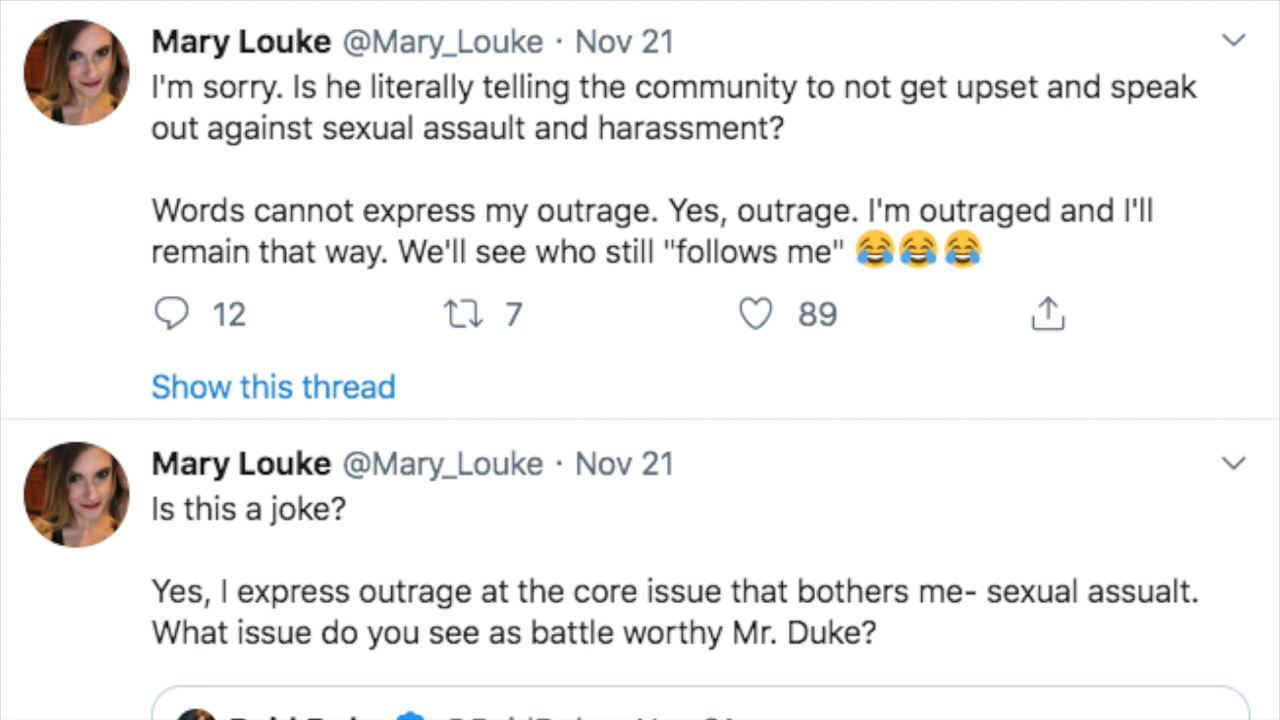 Mary Louke @Mary_Louke · Nov 21
I'm sorry. Is he literally telling the community to not get upset and speak
out against sexual assault and harassment?
Words cannot express my outrage. Yes, outrage. I'm outraged and I'll
remain that way. We'll see who still "follows me" 😂😂😂
12 7 89
Show this thread
Mary Louke @Mary_Louke · Nov 21
Is this a joke?
Yes, I express outrage at the core issue that bothers me- sexual assualt.
What issue do you see as battle worthy Mr. Duke?